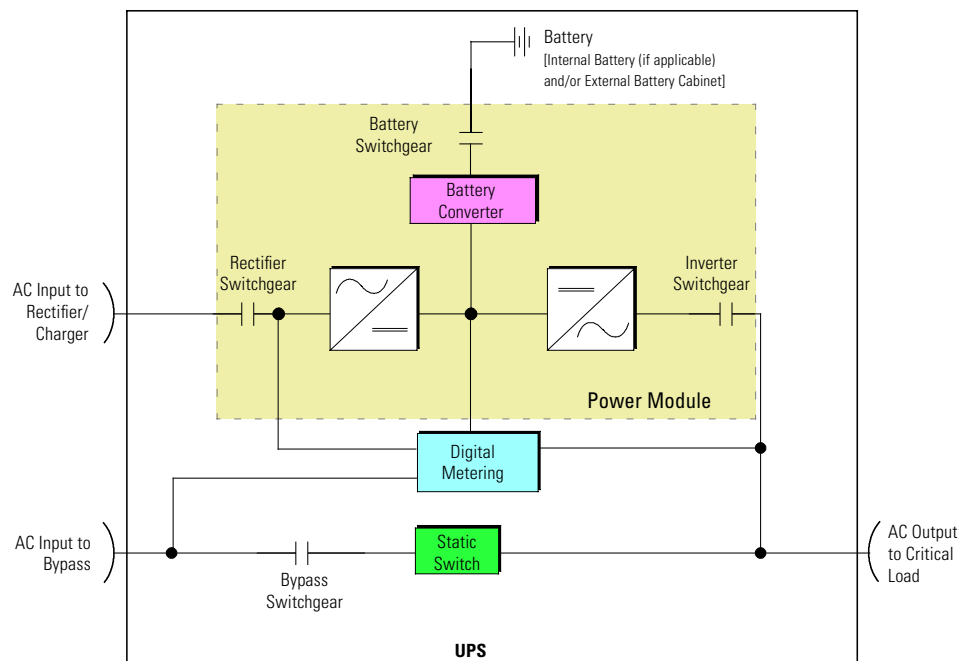 Battery
[Internal Battery (if applicable)
and/or External Battery Cabinet]
Battery
Switchgear
Battery
Converter
Rectifier
Switchgear
Inverter
Switchgear
AC Input to
Rectifier/
Charger
Power Module
Digital
Metering
AC Input to
Bypass
Static
Switch
AC Output
to Critical
Load
Bypass
Switchgear
UPS